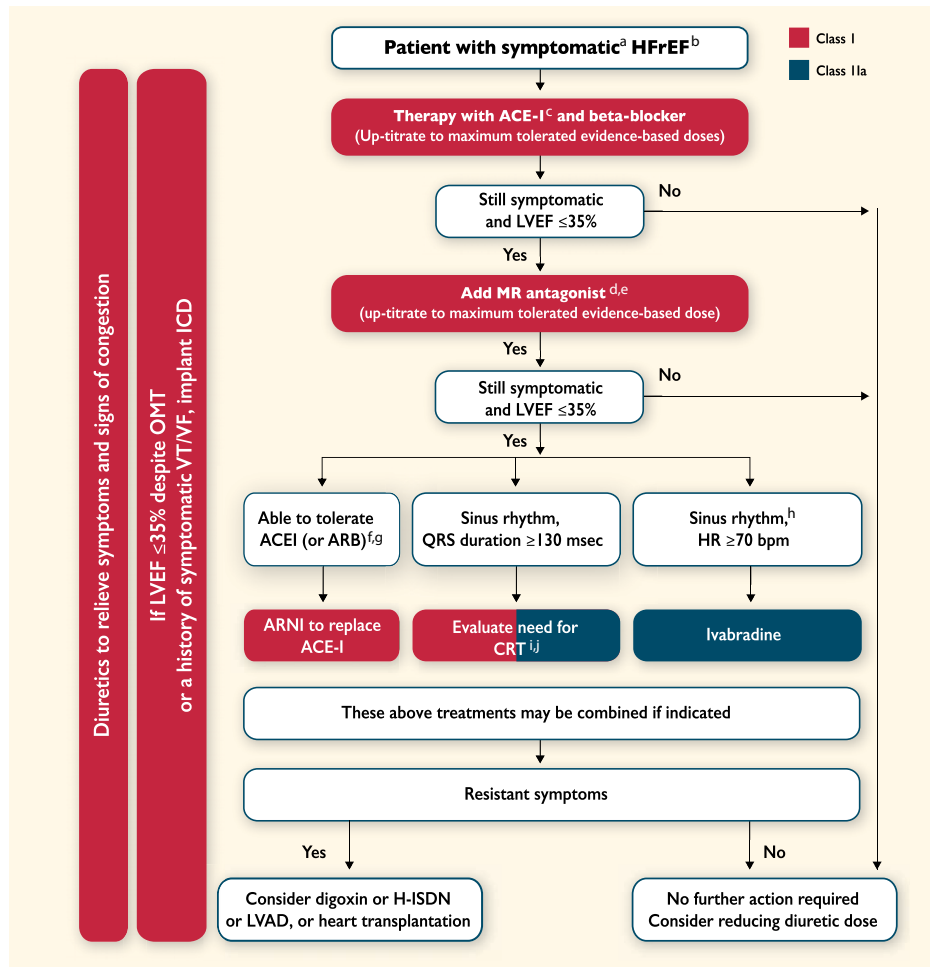 Patient with symptomatic^a HFrEF^b
Class I
Class IIa
Therapy with ACE-I^c and beta-blocker
(Up-titrate to maximum tolerated evidence-based doses)
Still symptomatic
and LVEF ≤35%
No
Yes
Add MR antagonist ^d,e
(up-titrate to maximum tolerated evidence-based dose)
Yes
Still symptomatic
and LVEF ≤35%
No
Yes
Able to tolerate
ACEI (or ARB)^f,g
Sinus rhythm,
QRS duration ≥130 msec
Sinus rhythm,^h
HR ≥70 bpm
ARNI to replace
ACE-I
Evaluate need for
CRT ^i,j
Ivabradine
These above treatments may be combined if indicated
Resistant symptoms
Yes
No
Consider digoxin or H-ISDN
or LVAD, or heart transplantation
No further action required
Consider reducing diuretic dose
Diuretics to relieve symptoms and signs of congestion
If LVEF ≤35% despite OMT
or a history of symptomatic VT/VF, implant ICD